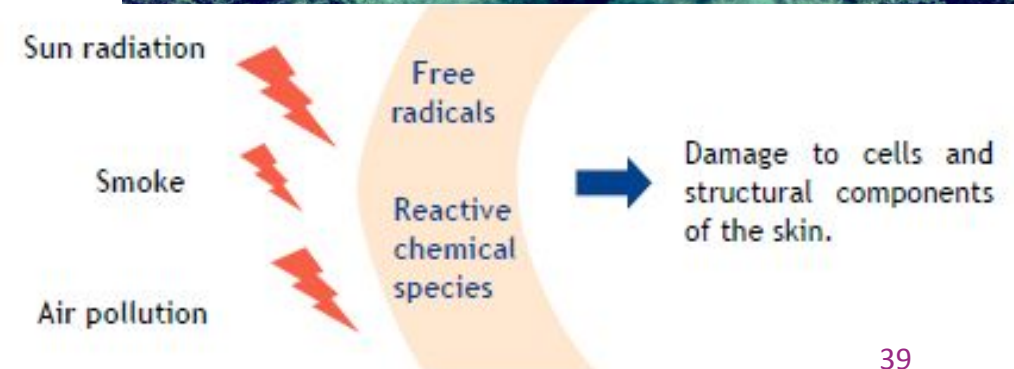 Sun radiation
Smoke
Air pollution
Free
radicals
Reactive
chemical
species
Damage to cells and
structural components
of the skin.
39